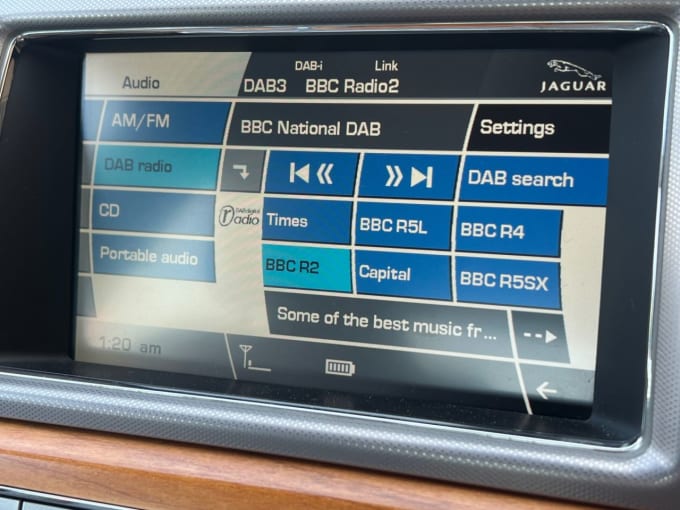 Audio
DAB-i Link
DAB3 BBC Radio2
JAGUAR
AM/FM
BBC National DAB
Settings
DAB radio
DAB search
CD
DAB digital
radio
Times
BBC R5L
BBC R4
Portable audio
BBC R2
Capital
BBC R5SX
Some of the best music fr...
1:20 am